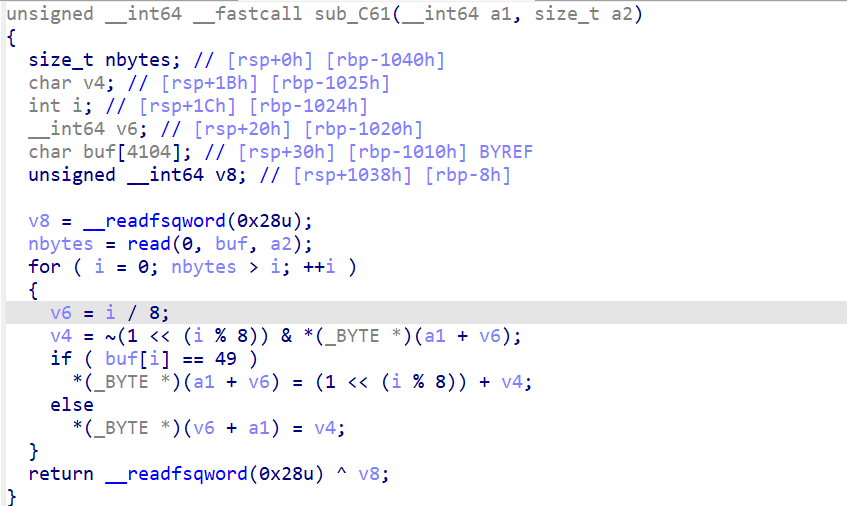 unsigned __int64 __fastcall sub_C61(__int64 a1, size_t a2)
{
  size_t nbytes; // [rsp+0h] [rbp-1040h]
  char v4; // [rsp+1Bh] [rbp-1025h]
  int i; // [rsp+1Ch] [rbp-1024h]
  __int64 v6; // [rsp+20h] [rbp-1020h]
  char buf[4104]; // [rsp+30h] [rbp-1010h] BYREF
  unsigned __int64 v8; // [rsp+1038h] [rbp-8h]

  v8 = __readfsqword(0x28u);
  nbytes = read(0, buf, a2);
  for ( i = 0; nbytes > i; ++i )
  {
    v6 = i / 8;
    v4 = ~(1 << (i % 8)) & *(_BYTE *)(a1 + v6);
    if ( buf[i] == 49 )
      *(_BYTE *)(a1 + v6) = (1 << (i % 8)) + v4;
    else
      *(_BYTE *)(v6 + a1) = v4;
  }
  return __readfsqword(0x28u) ^ v8;
}